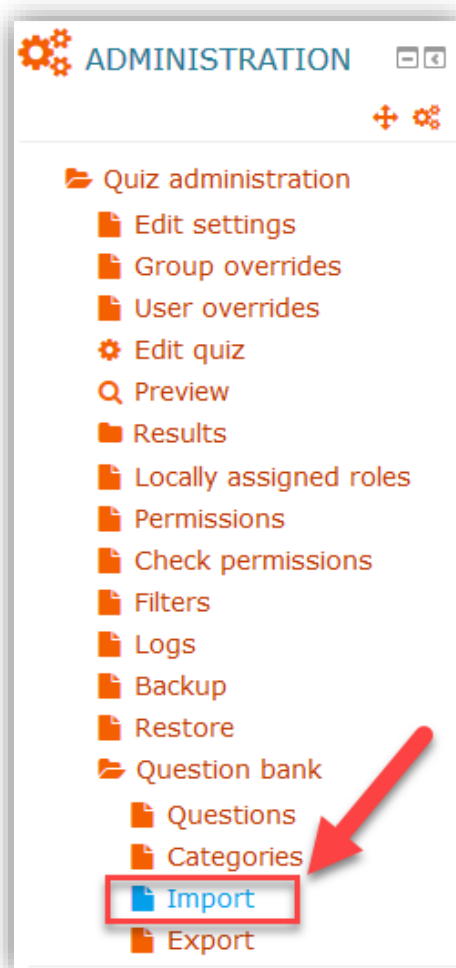 ADMINISTRATION
Quiz administration
Edit settings
Group overrides
User overrides
Edit quiz
Preview
Results
Locally assigned roles
Permissions
Check permissions
Filters
Logs
Backup
Restore
Question bank
Questions
Categories
Import
Export